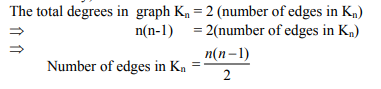 The total degrees in graph Kₙ = 2 (number of edges in Kₙ)
⇒ n(n-1) = 2(number of edges in Kₙ)
⇒
Number of edges in Kₙ = n(n−1)/2